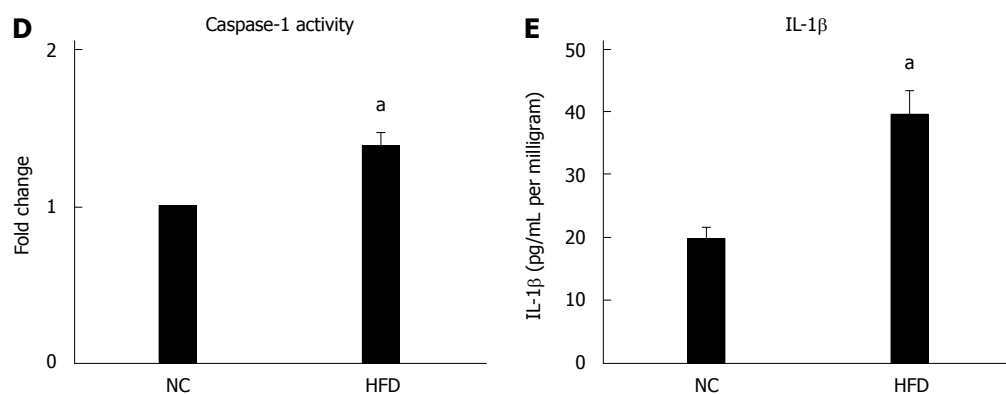 D
Caspase-1 activity
Fold change
2
1
0
a
NC
HFD
E
IL-1β
IL-1β (pg/mL per milligram)
50
40
30
20
10
0
a
NC
HFD